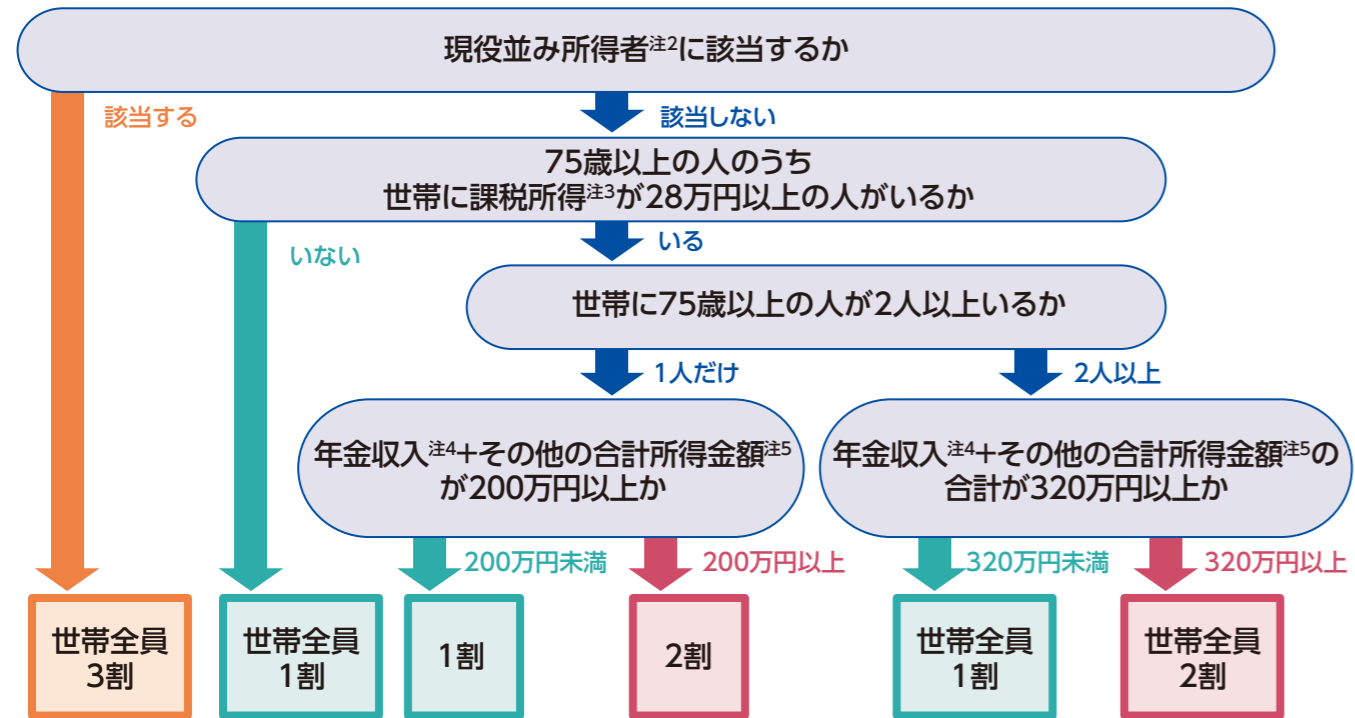 現役並み所得者注2に該当するか
該当する
該当しない
75歳以上の人のうち
世帯に課税所得注3が28万円以上の人がいるか
いない
いる
世帯に75歳以上の人が2人以上いるか
1人だけ
2人以上
年金収入注4+その他の合計所得金額注5
が200万円以上か
年金収入注4+その他の合計所得金額注5の
合計が320万円以上か
200万円未満
200万円以上
320万円未満
320万円以上
世帯全員
3割
世帯全員
1割
1割
2割
世帯全員
1割
世帯全員
2割